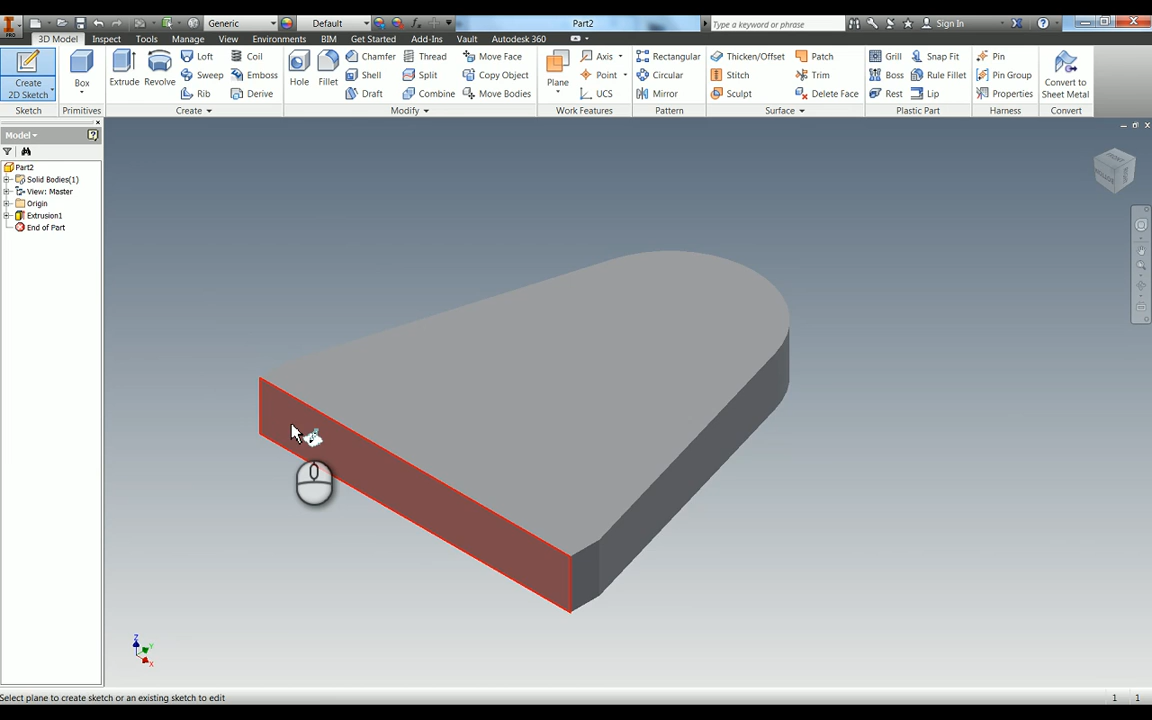 PRO
Generic
Default
Part2
Type a keyword or phrase
Sign In
3D Model Inspect Tools Manage View Environments BIM Get Started Add-Ins Vault Autodesk 360
Create
2D Sketch
Sketch
Box
Primitives
Extrude
Revolve
Loft
Sweep
Rib
Coil
Emboss
Derive
Create
Hole
Fillet
Chamfer
Shell
Draft
Thread
Split
Combine
Move Face
Copy Object
Move Bodies
Modify
Plane
Axis
Point
UCS
Work Features
Rectangular
Circular
Mirror
Pattern
Thicken/Offset
Stitch
Sculpt
Patch
Trim
Delete Face
Surface
Grill
Boss
Rest
Snap Fit
Rule Fillet
Lip
Plastic Part
Pin
Pin Group
Properties
Harness
Convert to
Sheet Metal
Convert
Model
Part2
Solid Bodies(1)
View: Master
Origin
Extrusion1
End of Part
FRONT
Z
Y
X
Select plane to create sketch or an existing sketch to edit
1 1